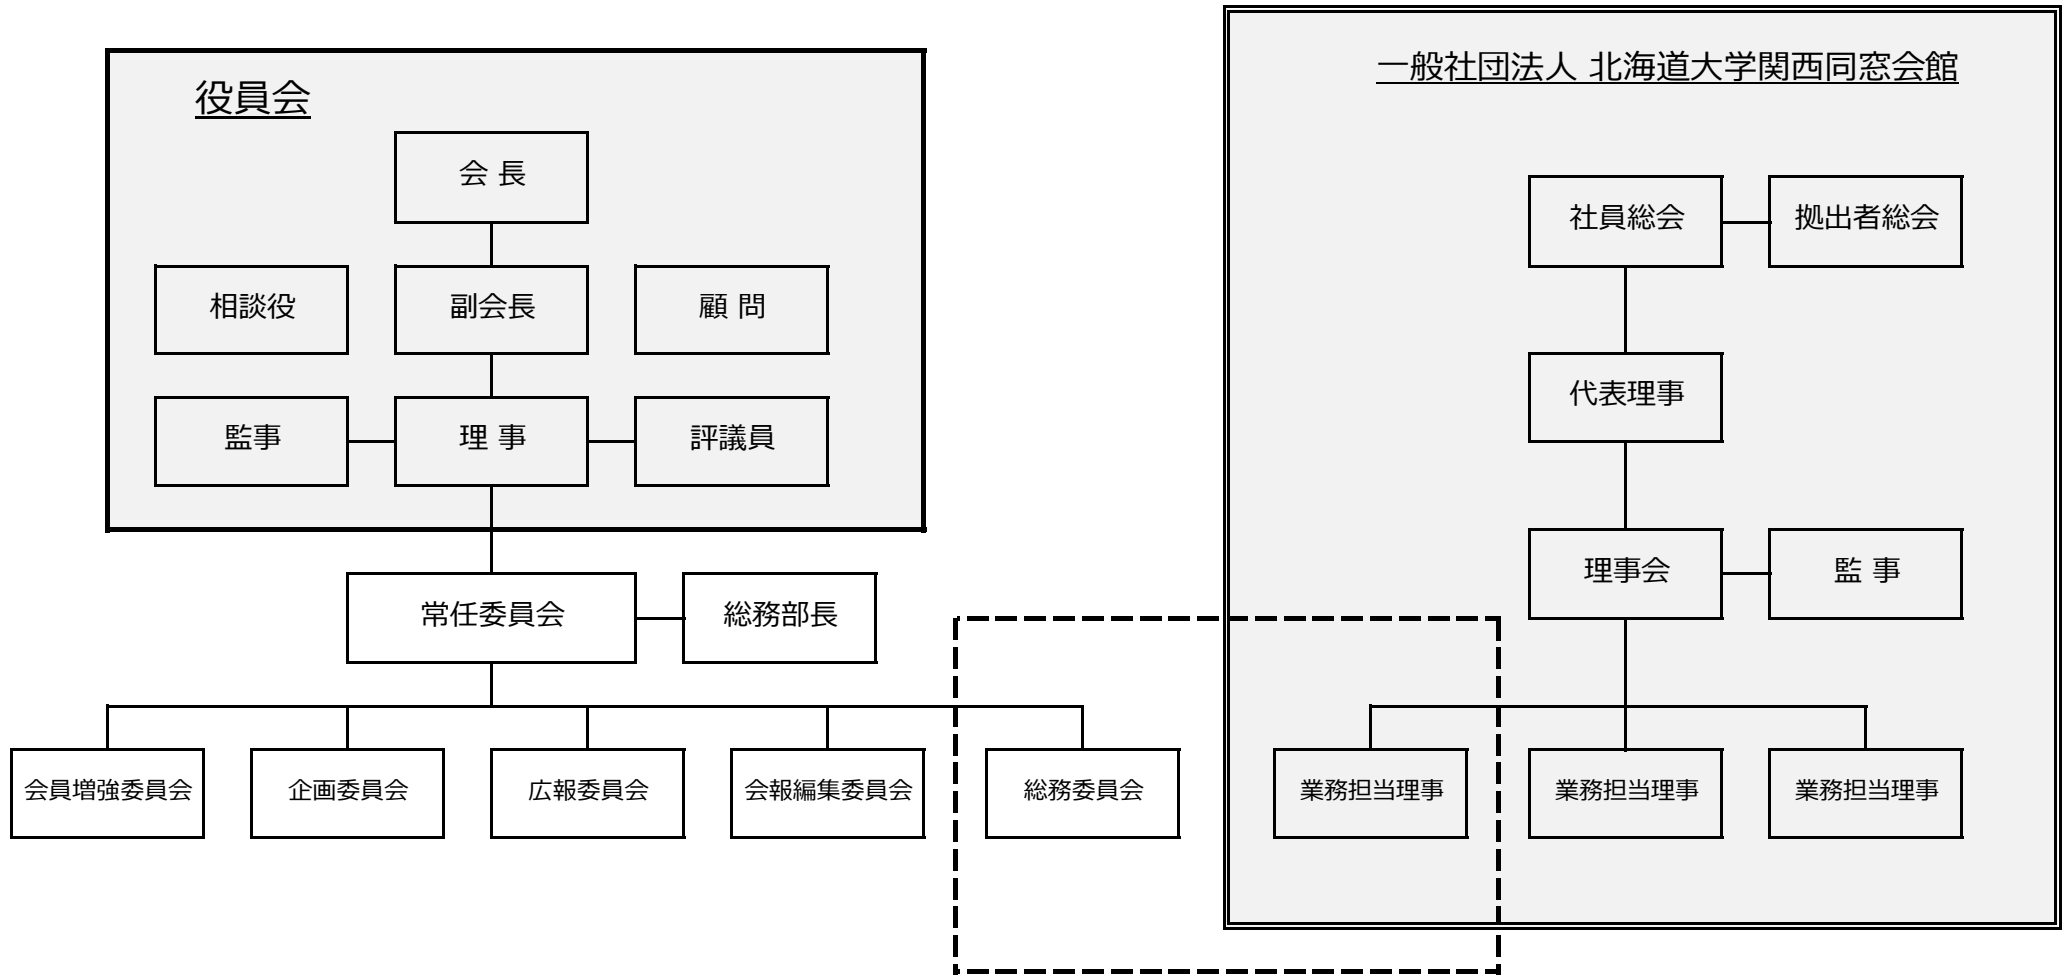 役員会
会 長
相談役
副会長
顧 問
監事
理 事
評議員
常任委員会
総務部長
会員増強委員会
企画委員会
広報委員会
会報編集委員会
総務委員会
一般社団法人 北海道大学関西同窓会館
社員総会
拠出者総会
代表理事
理事会
監 事
業務担当理事
業務担当理事
業務担当理事